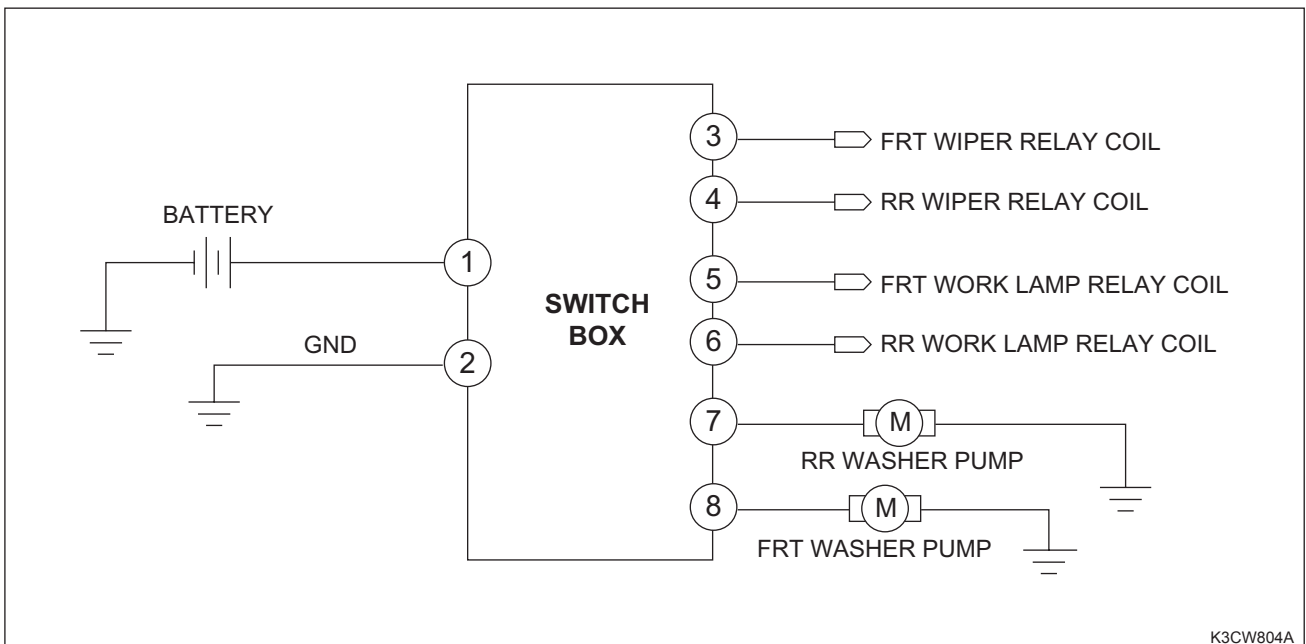 BATTERY
1
GND
2
SWITCH
BOX
3
FRT WIPER RELAY COIL
4
RR WIPER RELAY COIL
5
FRT WORK LAMP RELAY COIL
6
RR WORK LAMP RELAY COIL
7
M
RR WASHER PUMP
8
M
FRT WASHER PUMP
K3CW804A